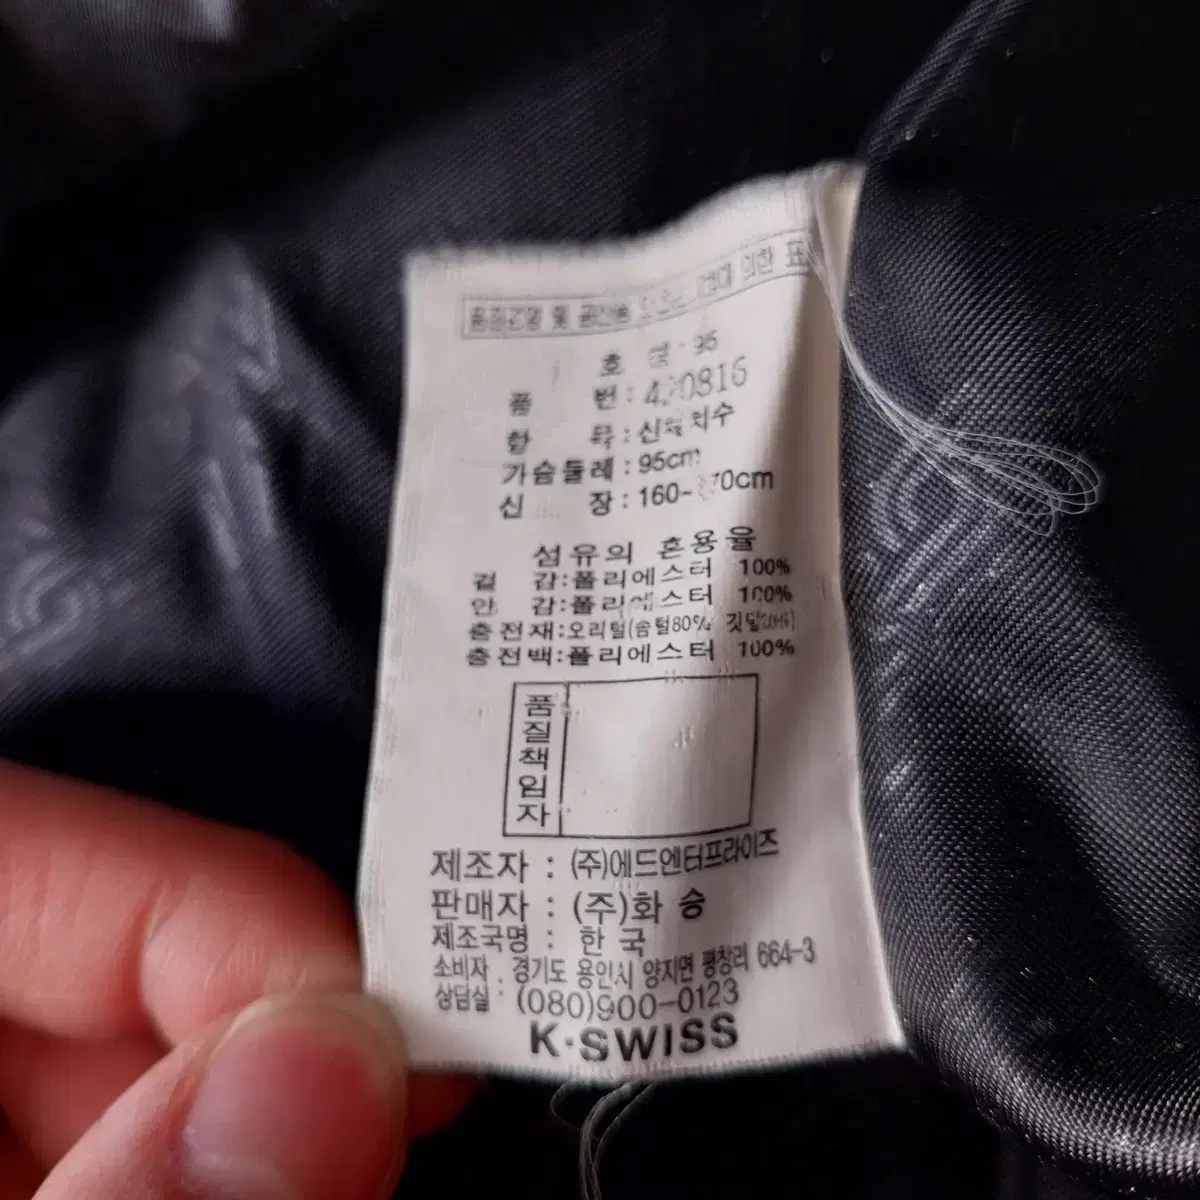 의한 표
호 칭 · 95
품 번 : 420816
항 목 : 신체치수
가슴둘레 : 95cm
신 장 : 160-170cm
섬유의 혼용율
겉 감:폴리에스터 100%
안 감:폴리에스터 100%
충전재:오리털(솜털80% 깃털20%)
충전백:폴리에스터 100%
품질책임자
제조자 : (주)에드엔터프라이즈
판매자 : (주)화 승
제조국명 : 한 국
소비자 : 경기도 용인시 양지면 평창리 664-3
상담실 : (080)900-0123
K·SWISS